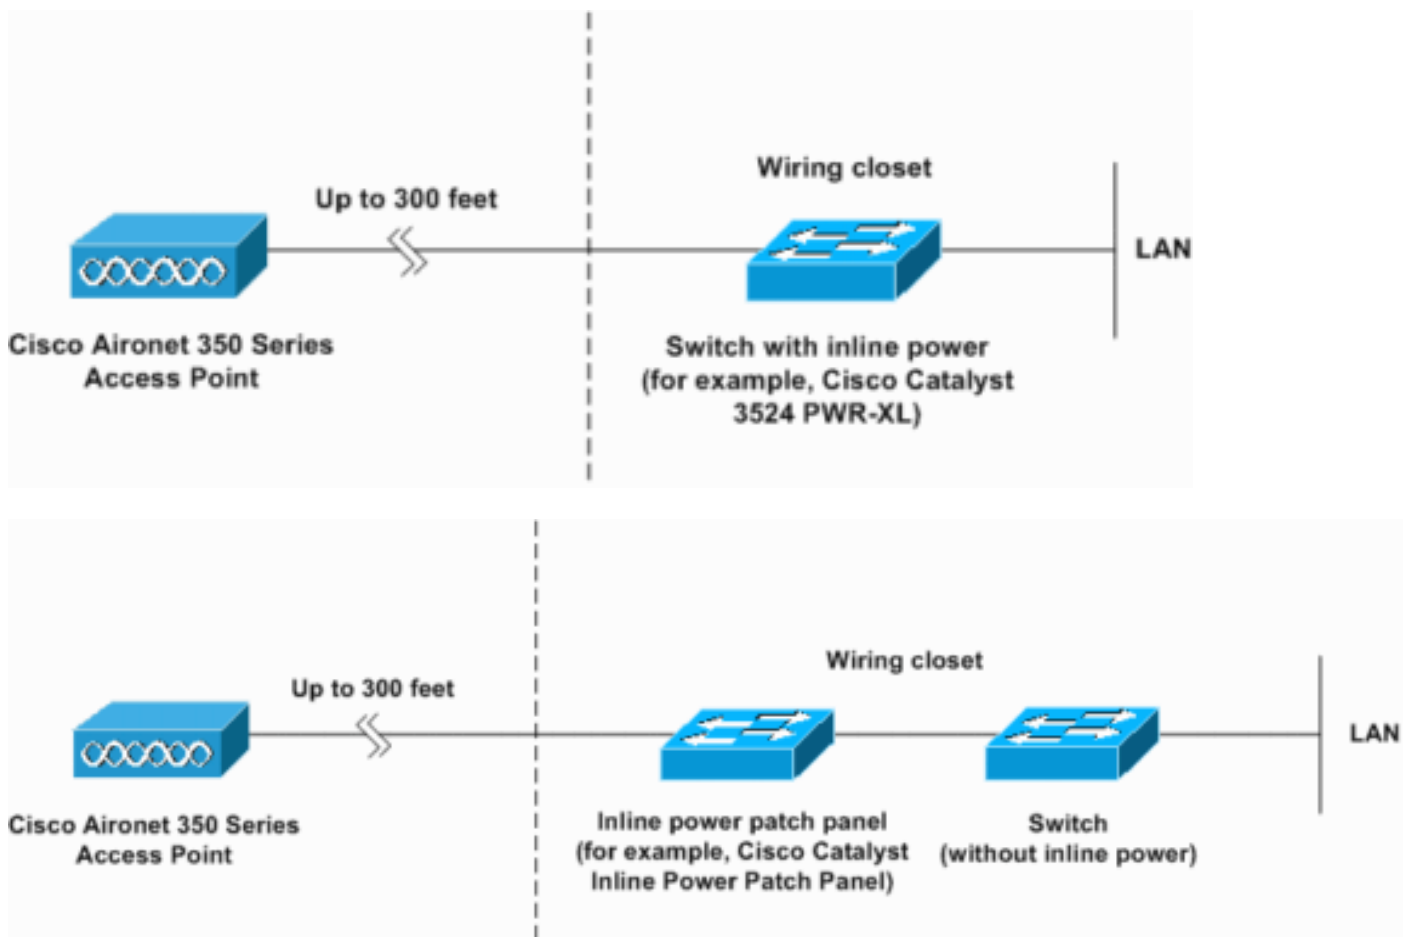 Wiring closet
Up to 300 feet
LAN
Cisco Aironet 350 Series
Access Point
Switch with inline power
(for example, Cisco Catalyst
3524 PWR-XL)
Wiring closet
Up to 300 feet
LAN
Cisco Aironet 350 Series
Access Point
Inline power patch panel
(for example, Cisco Catalyst
Inline Power Patch Panel)
Switch
(without inline power)